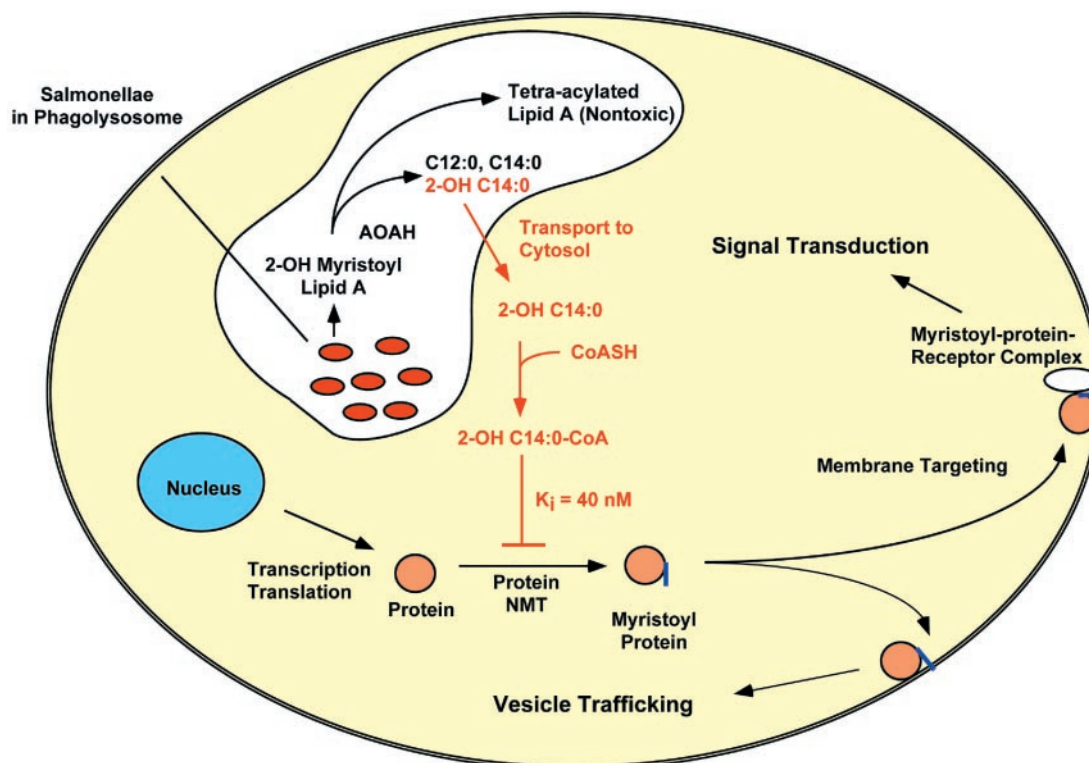 Salmonellae
in Phagolysosome
Tetra-acylated
Lipid A (Nontoxic)
C12:0, C14:0
2-OH C14:0
AOAH
2-OH Myristoyl
Lipid A
Transport to
Cytosol
2-OH C14:0
CoASH
2-OH C14:0-CoA
Ki = 40 nM
Signal Transduction
Myristoyl-protein-
Receptor Complex
Membrane Targeting
Nucleus
Transcription
Translation
Protein
Protein
NMT
Myristoyl
Protein
Vesicle Trafficking